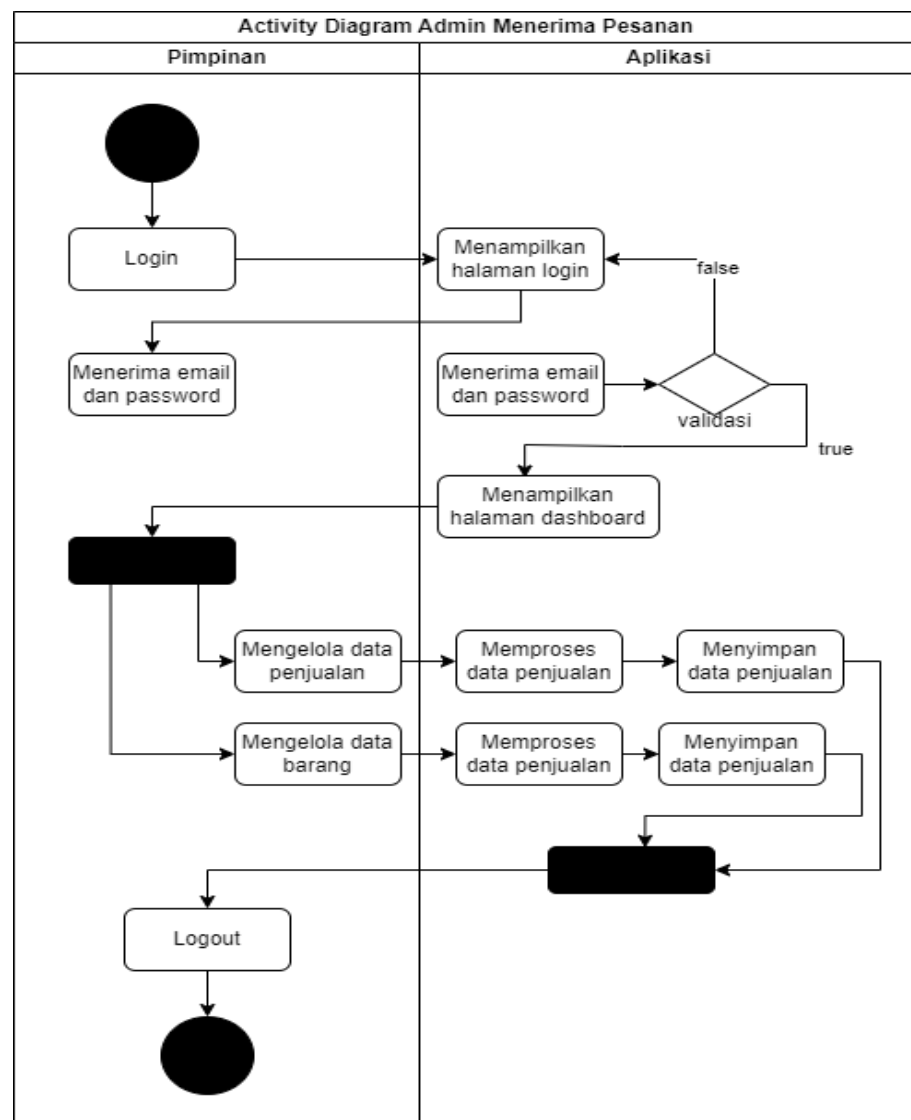 Activity Diagram Admin Menerima Pesanan
Pimpinan
Aplikasi
Login
Menampilkan
halaman login
false
Menerima email
dan password
Menerima email
dan password
validasi
true
Menampilkan
halaman dashboard
Mengelola data
penjualan
Memproses
data penjualan
Menyimpan
data penjualan
Mengelola data
barang
Memproses
data penjualan
Menyimpan
data penjualan
Logout